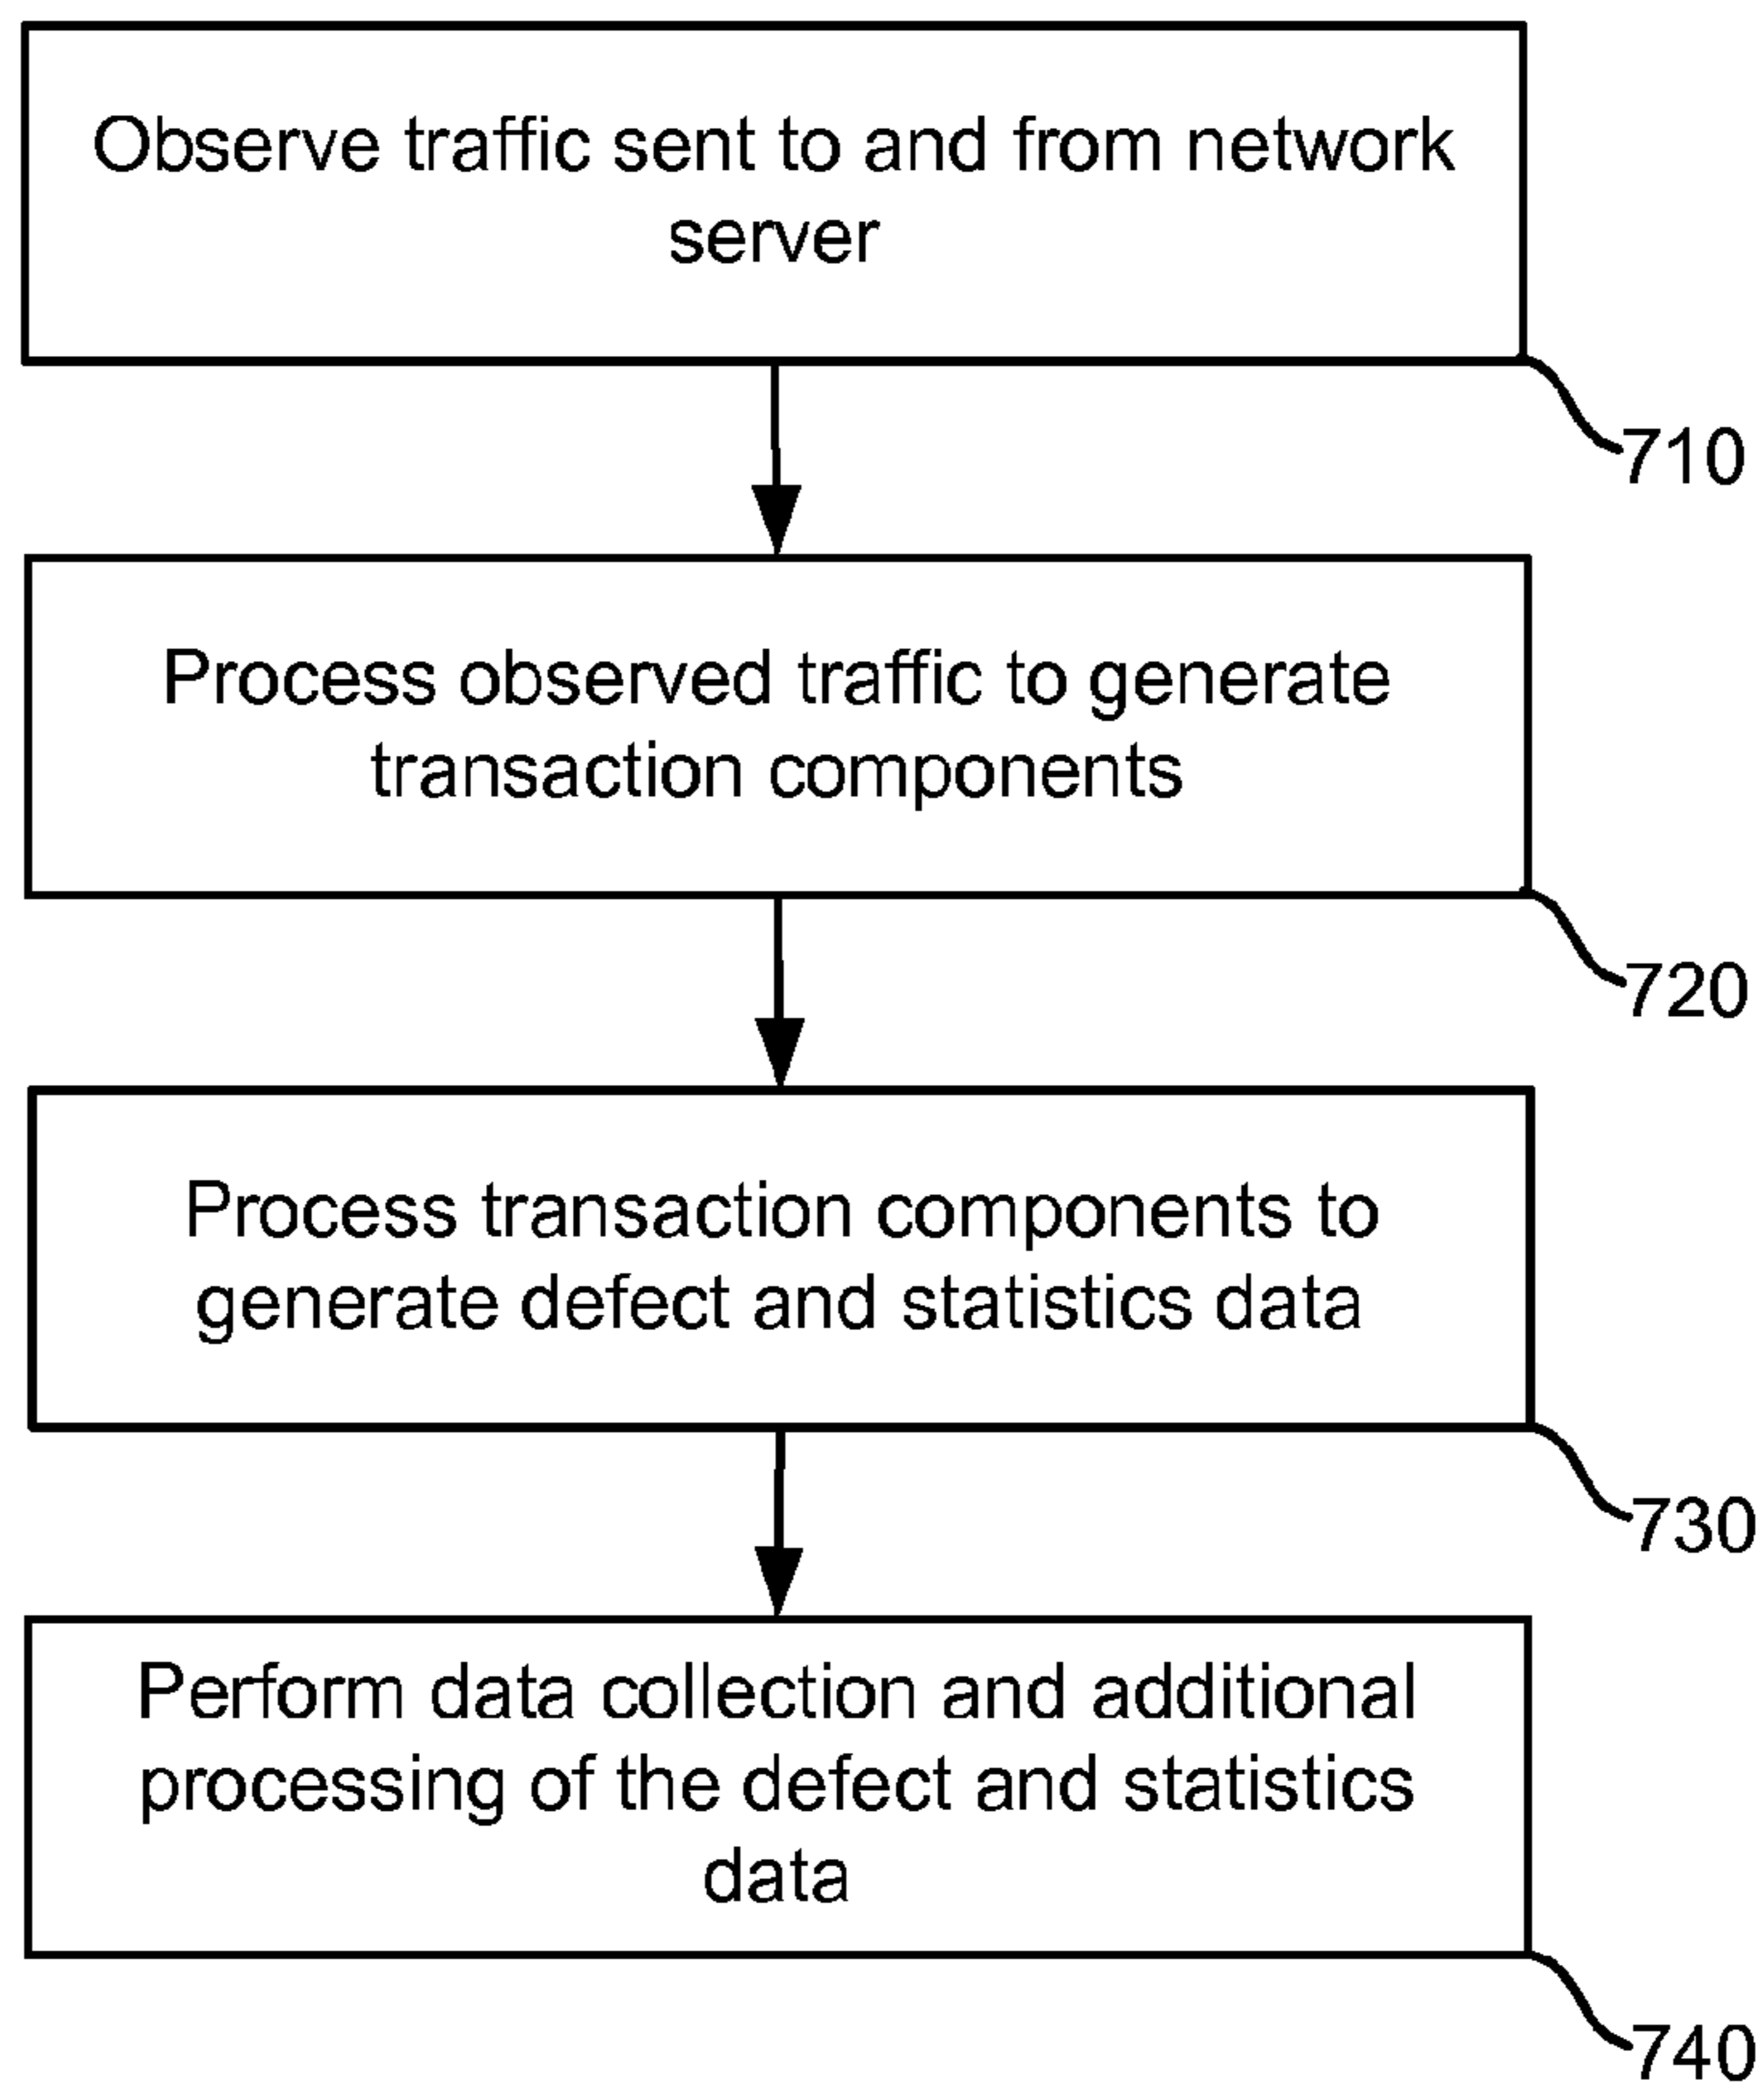 Observe traffic sent to and from network
server
710
Process observed traffic to generate
transaction components
720
Process transaction components to
generate defect and statistics data
730
Perform data collection and additional
processing of the defect and statistics
data
740